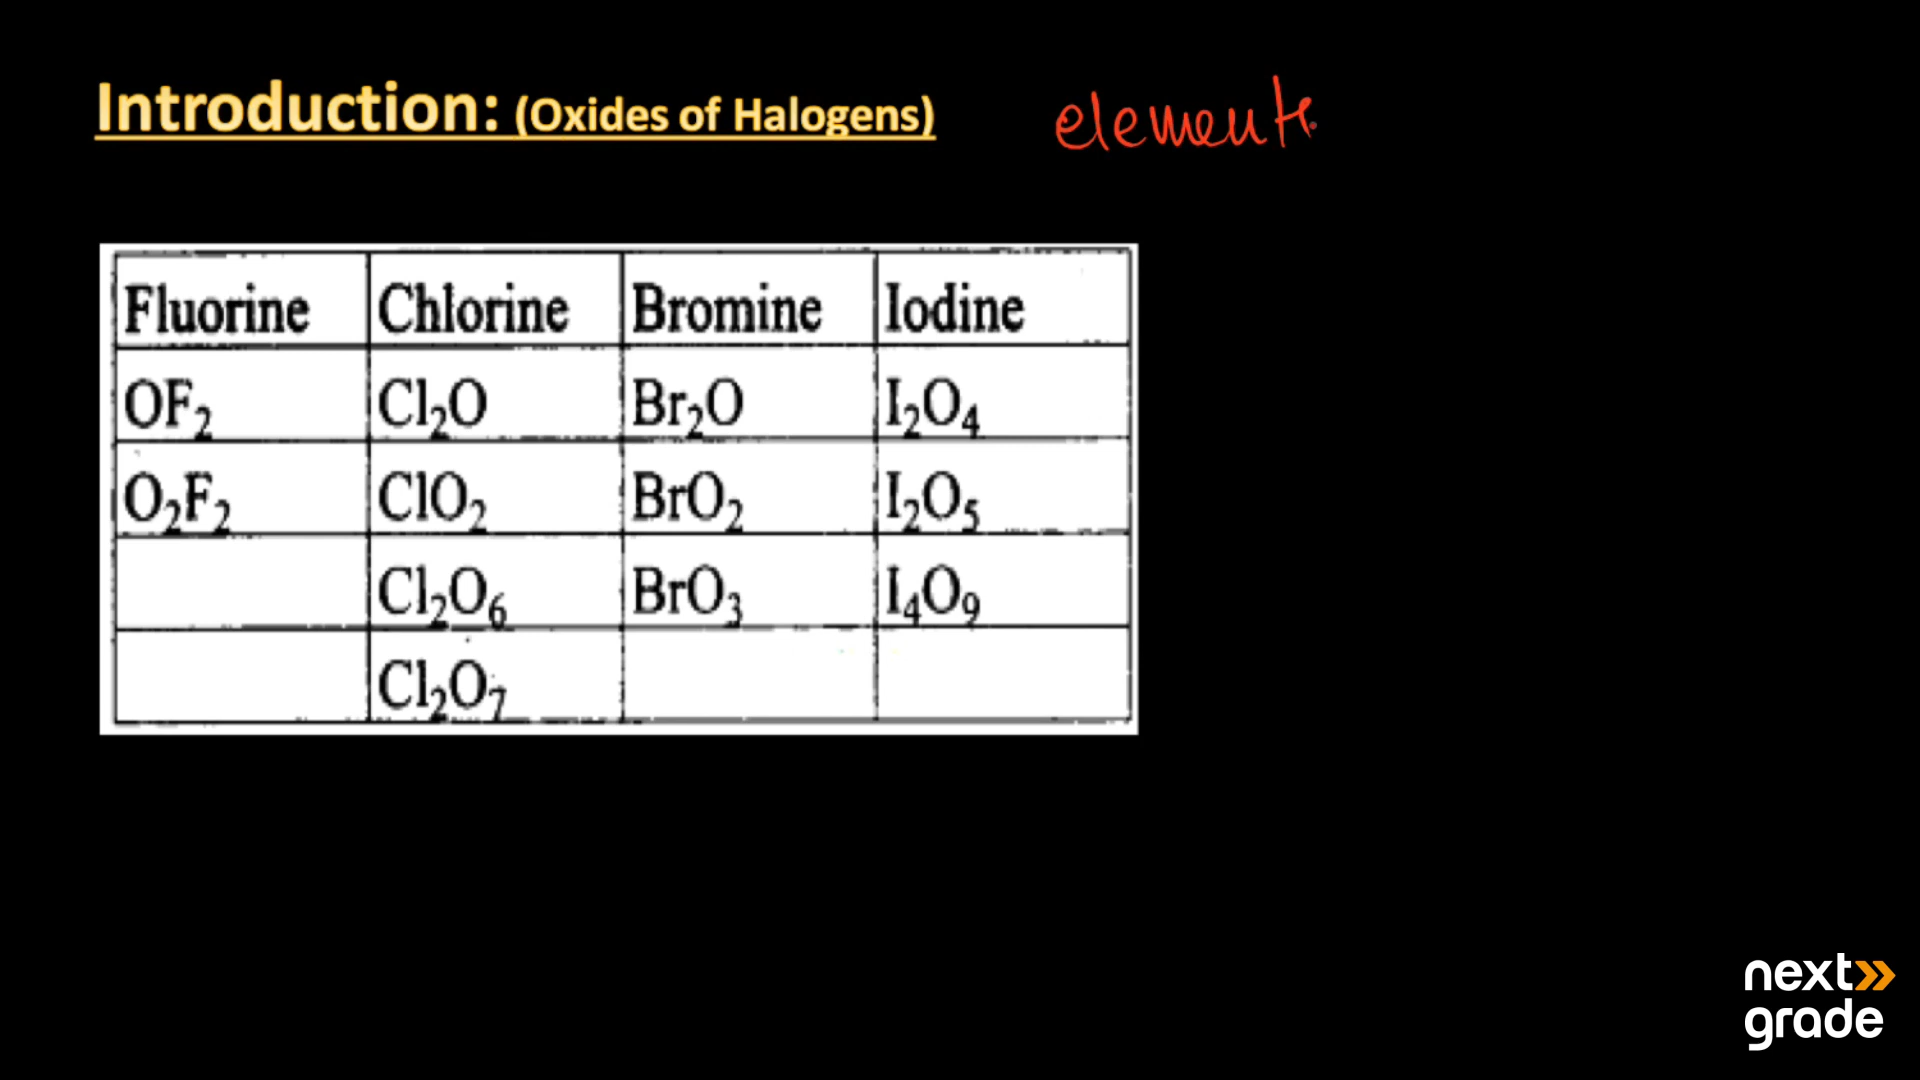 Introduction: (Oxides of Halogens) elements
Fluorine Chlorine Bromine Iodine
OF₂ Cl₂O Br₂O I₂O₄
O₂F₂ ClO₂ BrO₂ I₂O₅
Cl₂O₆ BrO₃ I₄O₉
Cl₂O₇
next
grade